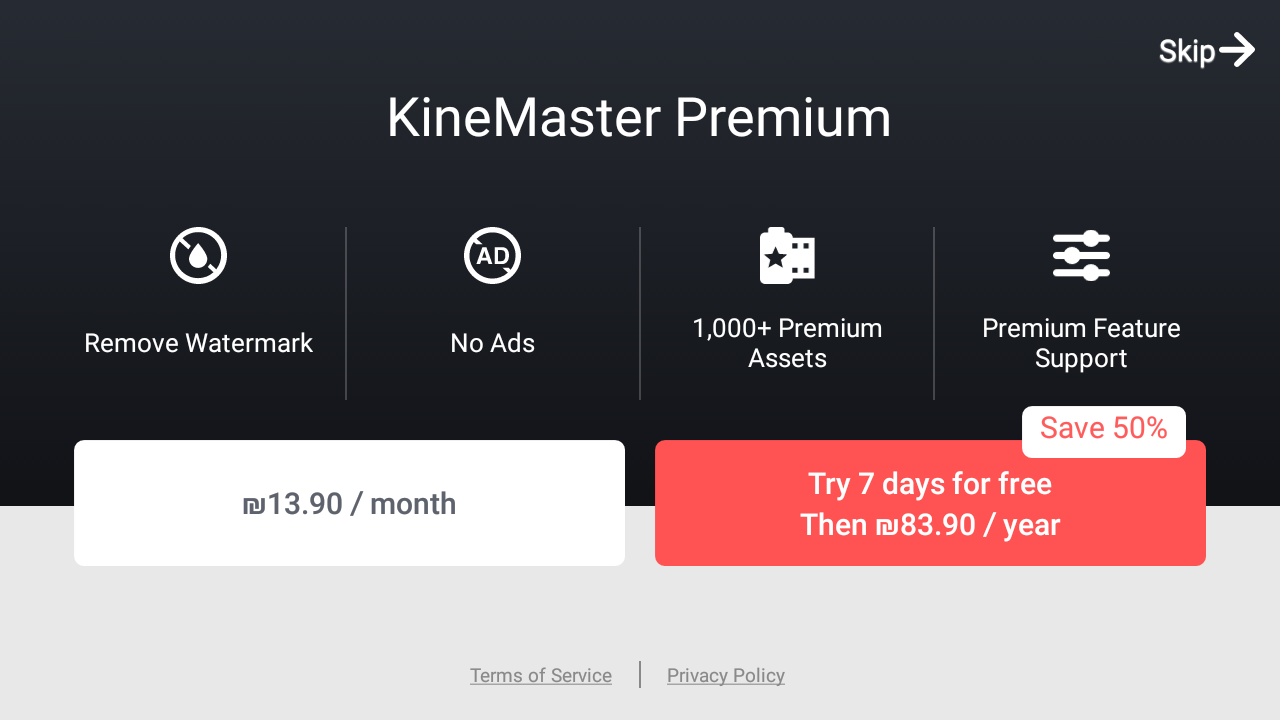 Skip
KineMaster Premium
AD
Remove Watermark
No Ads
1,000+ Premium
Assets
Premium Feature
Support
Save 50%
₪13.90 / month
Try 7 days for free
Then ₪83.90 / year
Terms of Service
Privacy Policy